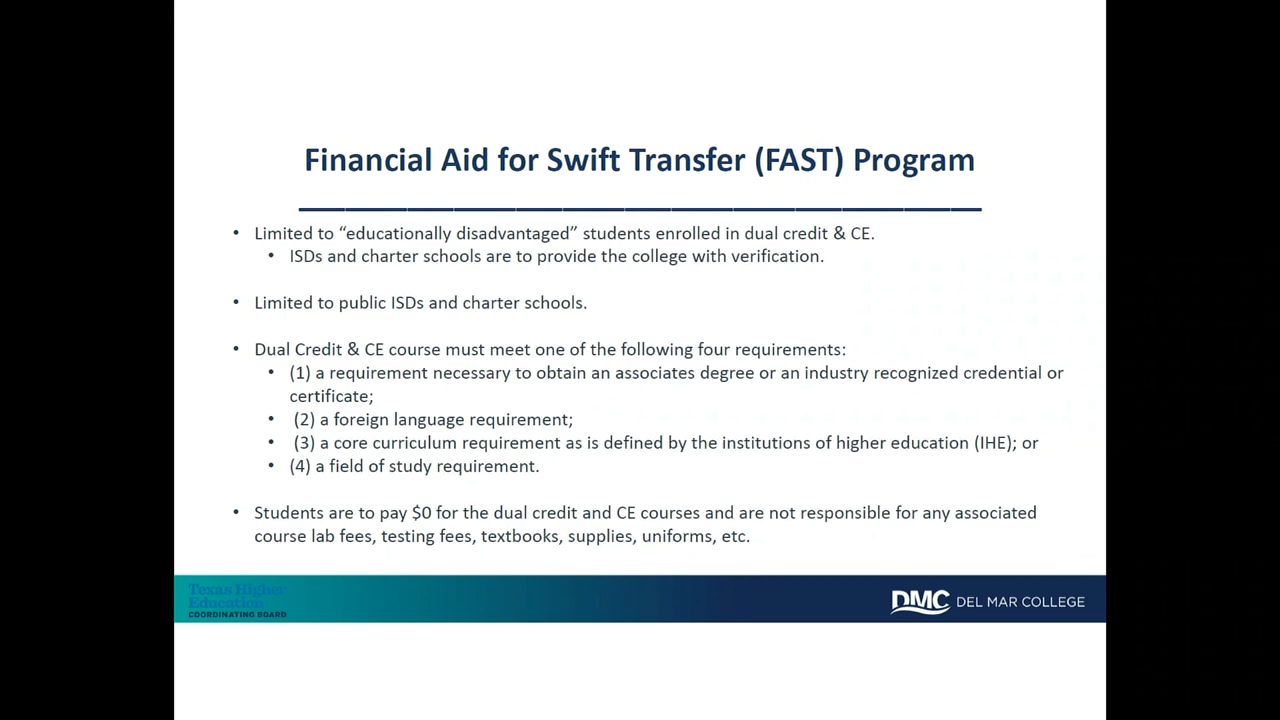 Financial Aid for Swift Transfer (FAST) Program
• Limited to “educationally disadvantaged” students enrolled in dual credit & CE.
• ISDs and charter schools are to provide the college with verification.
• Limited to public ISDs and charter schools.
• Dual Credit & CE course must meet one of the following four requirements:
• (1) a requirement necessary to obtain an associates degree or an industry recognized credential or
certificate;
• (2) a foreign language requirement;
• (3) a core curriculum requirement as is defined by the institutions of higher education (IHE); or
• (4) a field of study requirement.
• Students are to pay $0 for the dual credit and CE courses and are not responsible for any associated
course lab fees, testing fees, textbooks, supplies, uniforms, etc.
Texas Higher
Education
COORDINATING BOARD
DMC DEL MAR COLLEGE